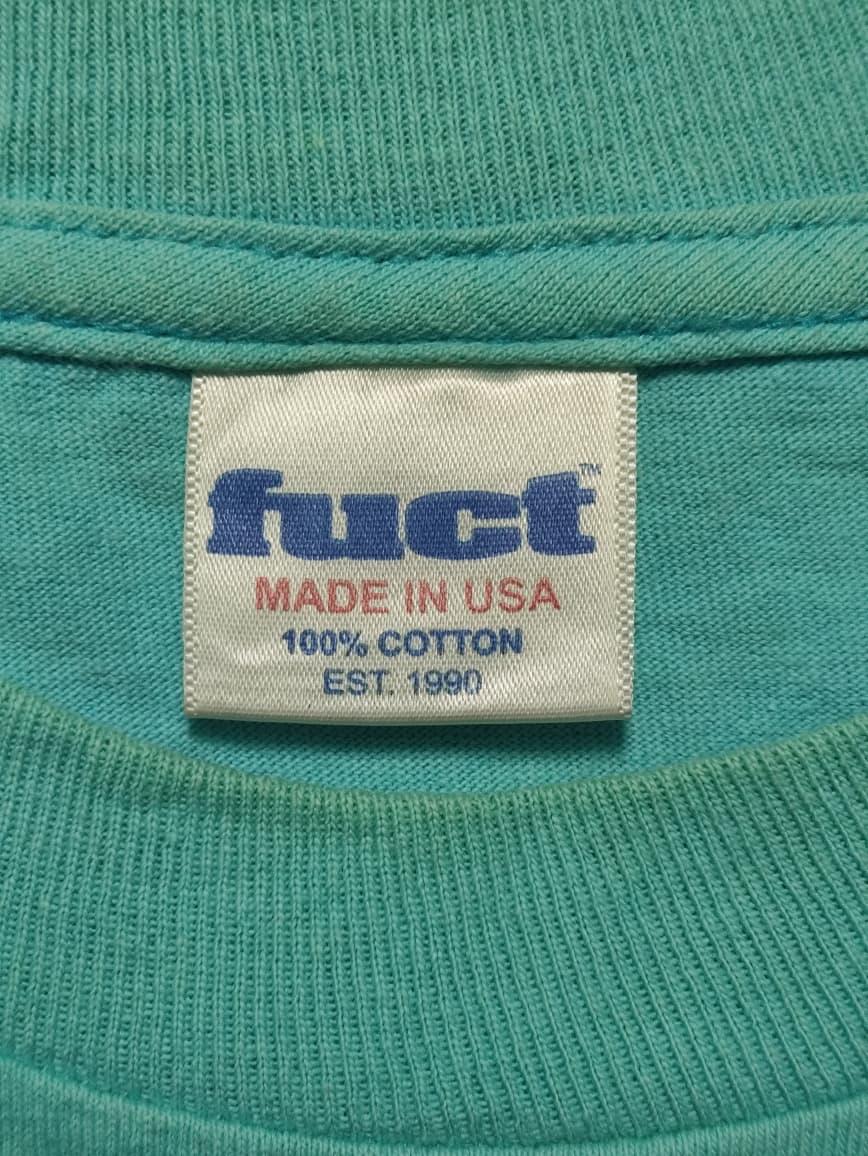 fuct™
MADE IN USA
100% COTTON
EST. 1990